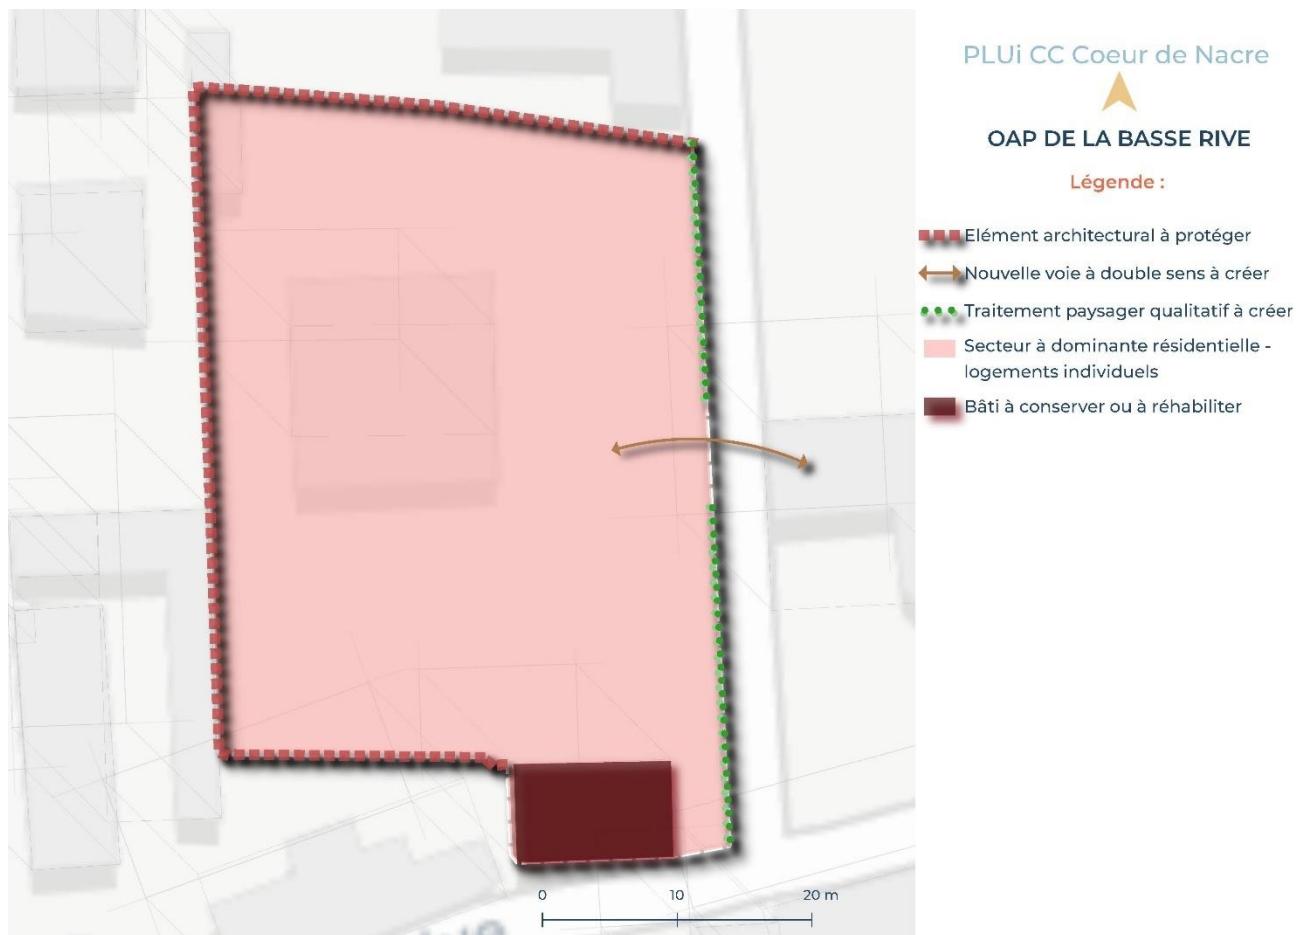 PLUi CC Coeur de Nacre
OAP DE LA BASSE RIVE
Légende :
Elément architectural à protéger
Nouvelle voie à double sens à créer
Traitement paysager qualitatif à créer
Secteur à dominante résidentielle -
logements individuels
Bâti à conserver ou à réhabiliter
0 10 20 m